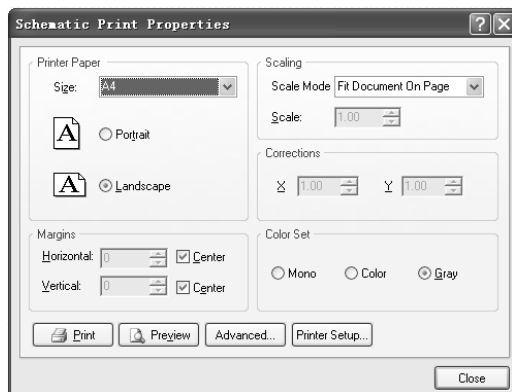 Schematic Print Properties
Printer Paper
Size: A4
A Portrait
A Landscape
Scaling
Scale Mode Fit Document On Page
Scale: 1.00
Corrections
X 1.00 Y 1.00
Margins
Horizontal: 0 Center
Vertical: 0 Center
Color Set
Mono Color Gray
Print Preview Advanced... Printer Setup...
Close